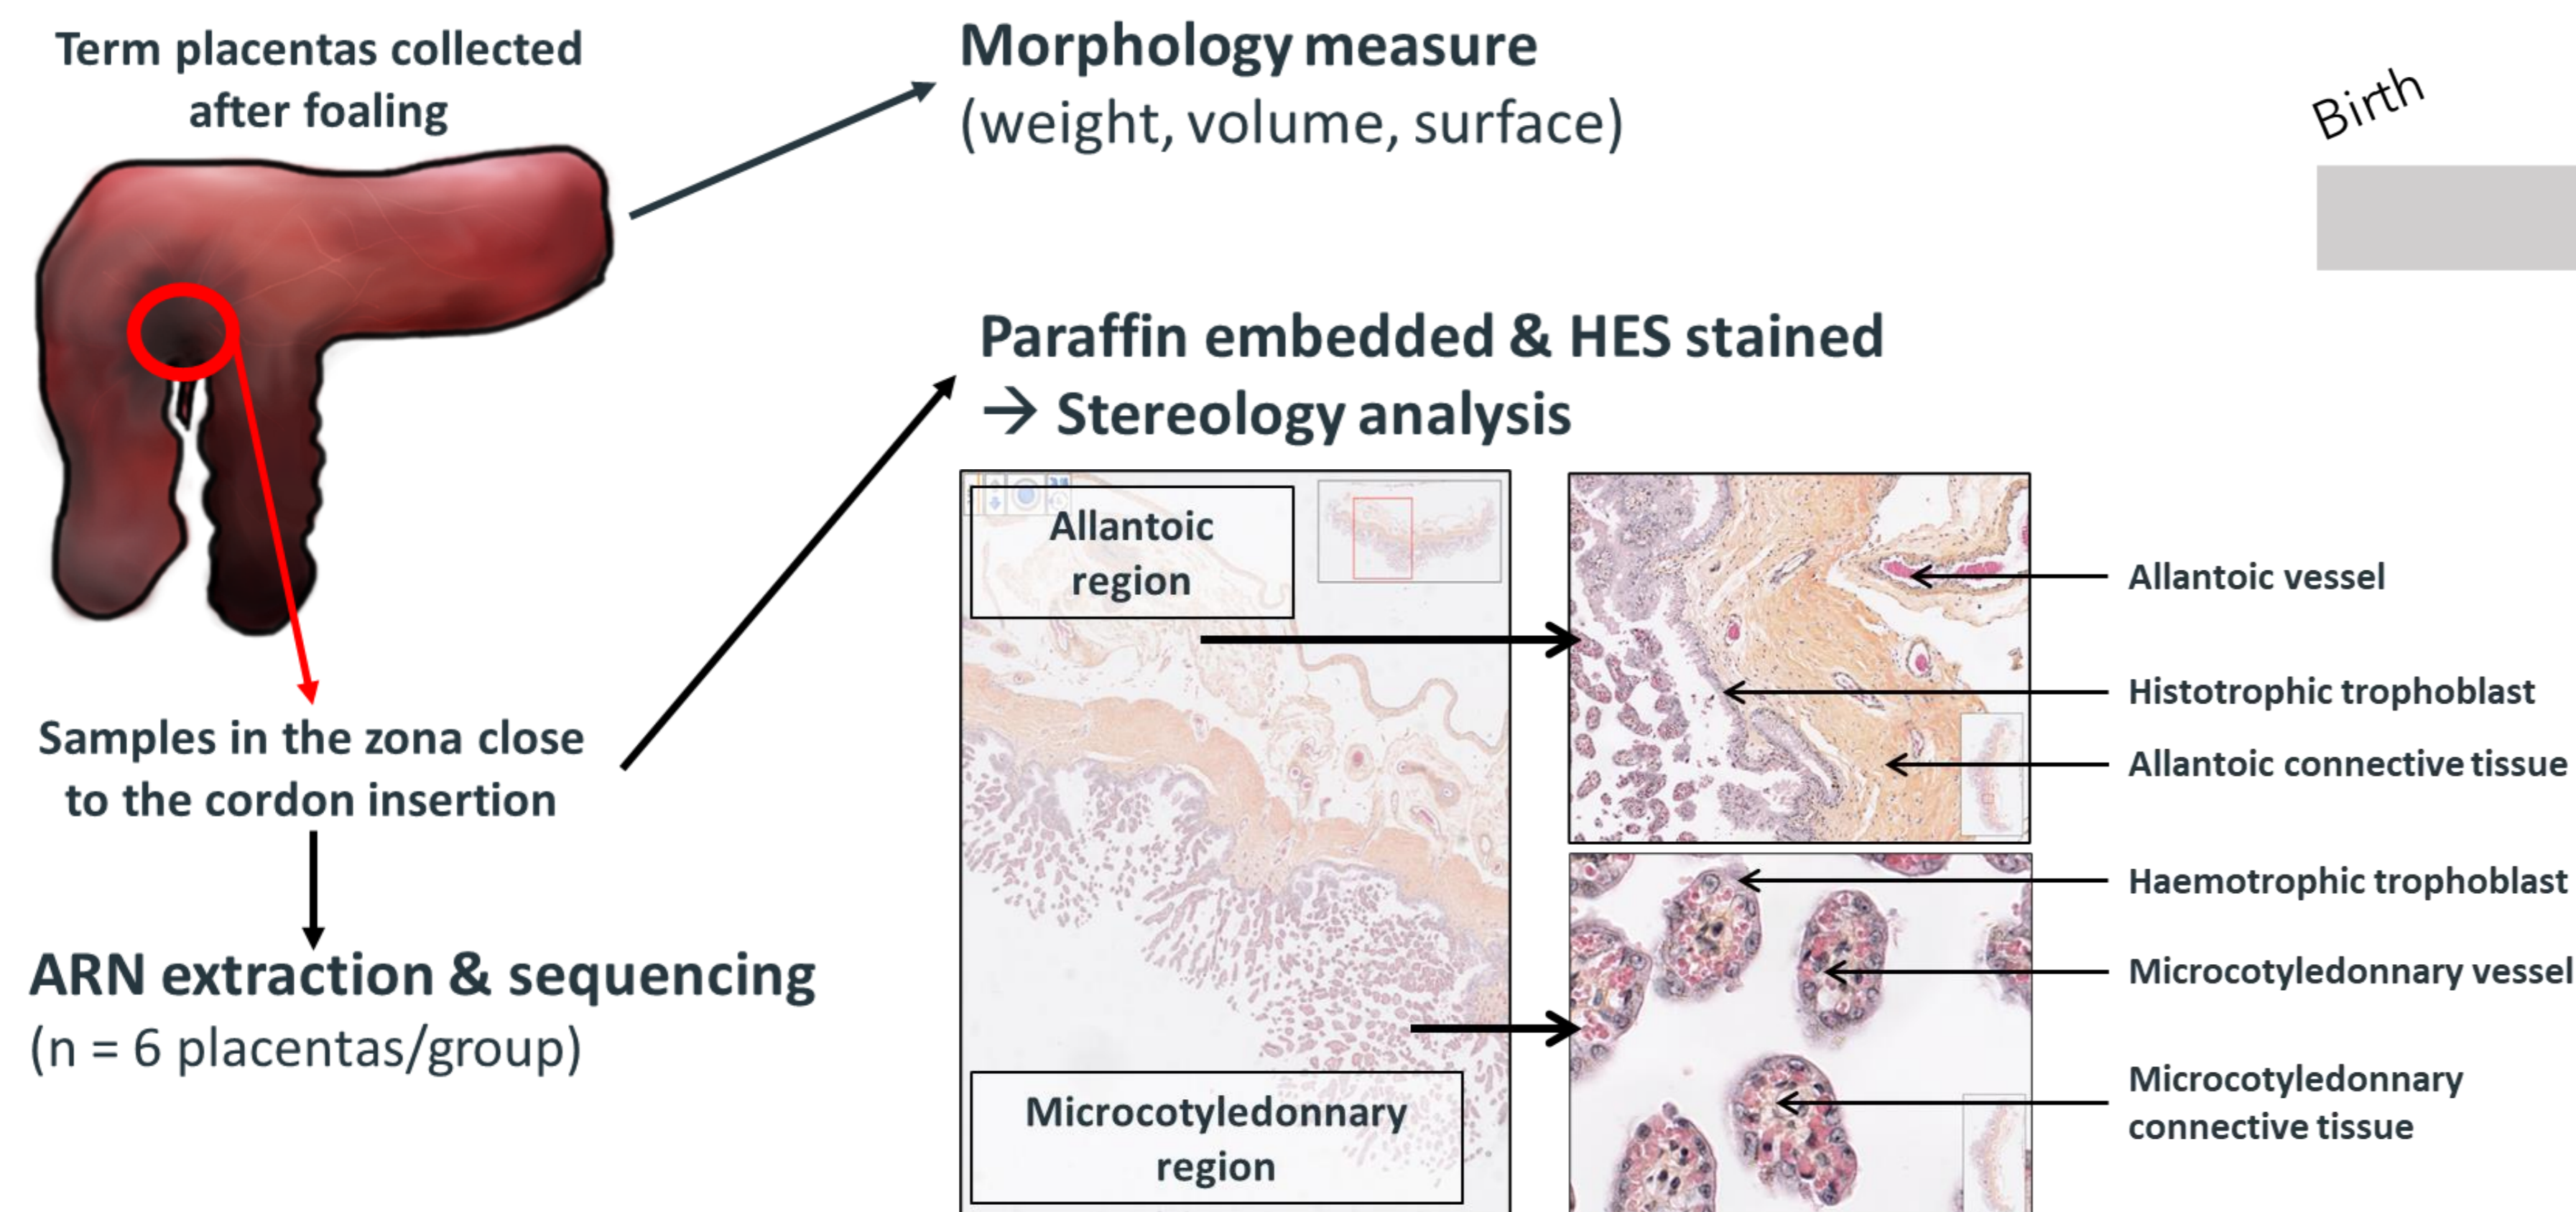 Term placentas collected
after foaling
Morphology measure
(weight, volume, surface)
Birth
Paraffin embedded & HES stained
→ Stereology analysis
Allantoic
region
Allantoic vessel
Histotrophic trophoblast
Samples in the zona close
to the cordon insertion
Allantoic connective tissue
Haemotrophic trophoblast
ARN extraction & sequencing
(n = 6 placentas/group)
Microcotyledonnary vessel
Microcotyledonnary
region
Microcotyledonnary
connective tissue